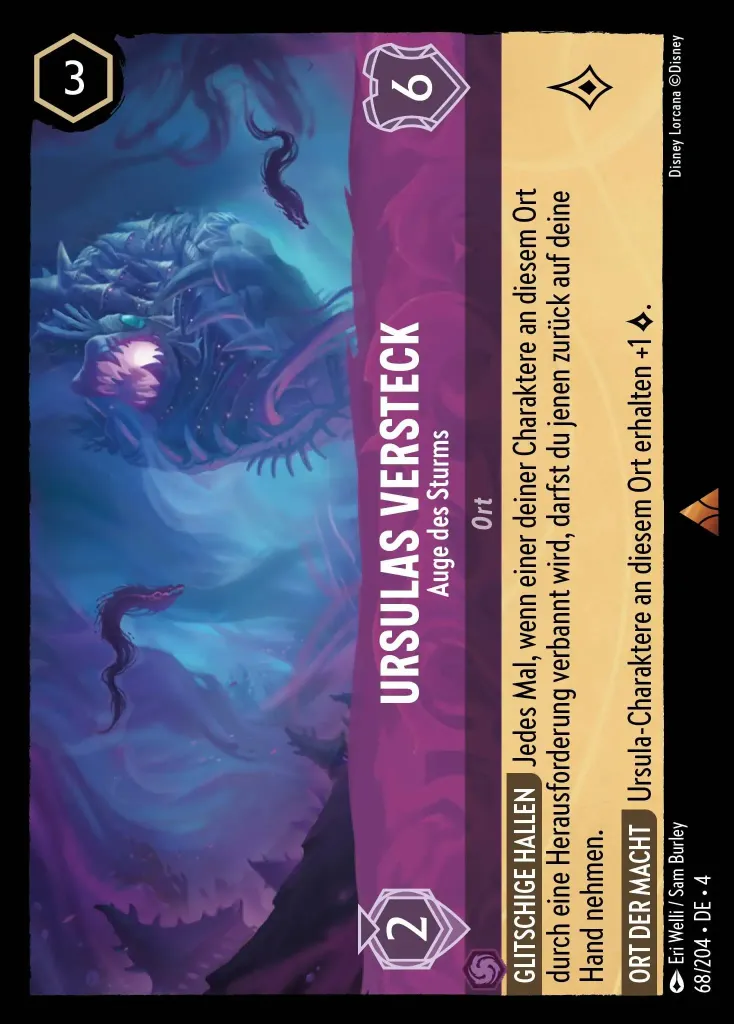 3
URSULAS VERSTECK
Auge des Sturms
2
6
Ort
GLITSCHIGE HALLEN Jedes Mal, wenn einer deiner Charaktere an diesem Ort
durch eine Herausforderung verbannt wird, darfst du jenen zurück auf deine
Hand nehmen.
ORT DER MACHT Ursula-Charaktere an diesem Ort erhalten +1 .
Eri Welli / Sam Burley
68/204 • DE • 4
Disney Lorcana ©Disney